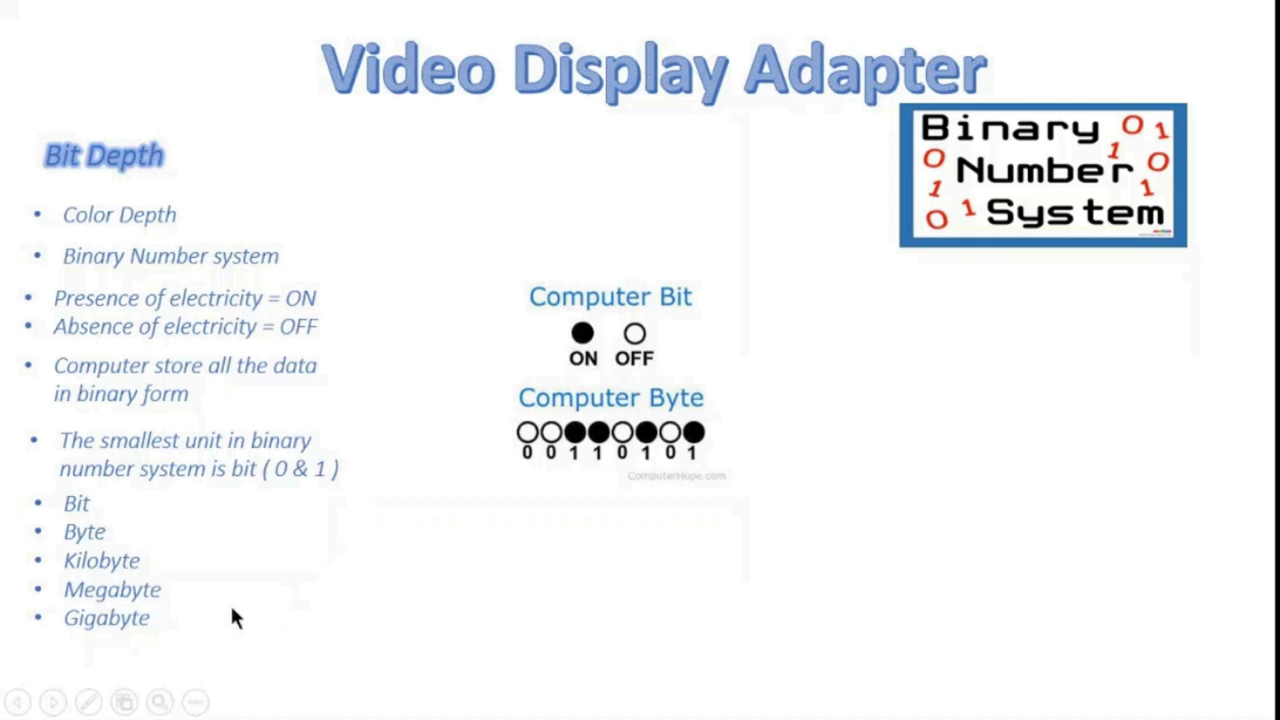 Video Display Adapter
Binary 0 1
0 1
Number 0
1 1
0 1 System
Bit Depth
• Color Depth
• Binary Number system
• Presence of electricity = ON
• Absence of electricity = OFF
• Computer store all the data
in binary form
• The smallest unit in binary
number system is bit ( 0 & 1 )
• Bit
• Byte
• Kilobyte
• Megabyte
• Gigabyte
Computer Bit
ON OFF
Computer Byte
0 0 1 1 0 1 0 1
ComputerHope.com